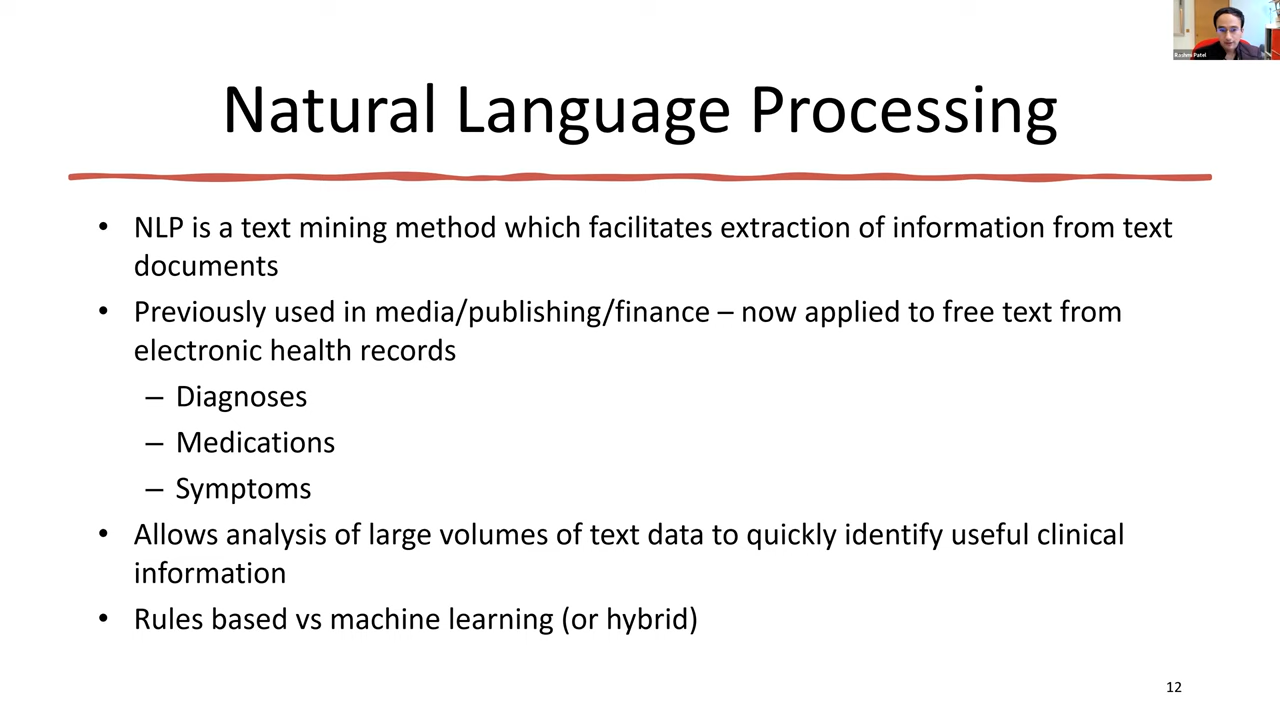 Rashmi Patel
Natural Language Processing
• NLP is a text mining method which facilitates extraction of information from text
documents
• Previously used in media/publishing/finance – now applied to free text from
electronic health records
– Diagnoses
– Medications
– Symptoms
• Allows analysis of large volumes of text data to quickly identify useful clinical
information
• Rules based vs machine learning (or hybrid)
12